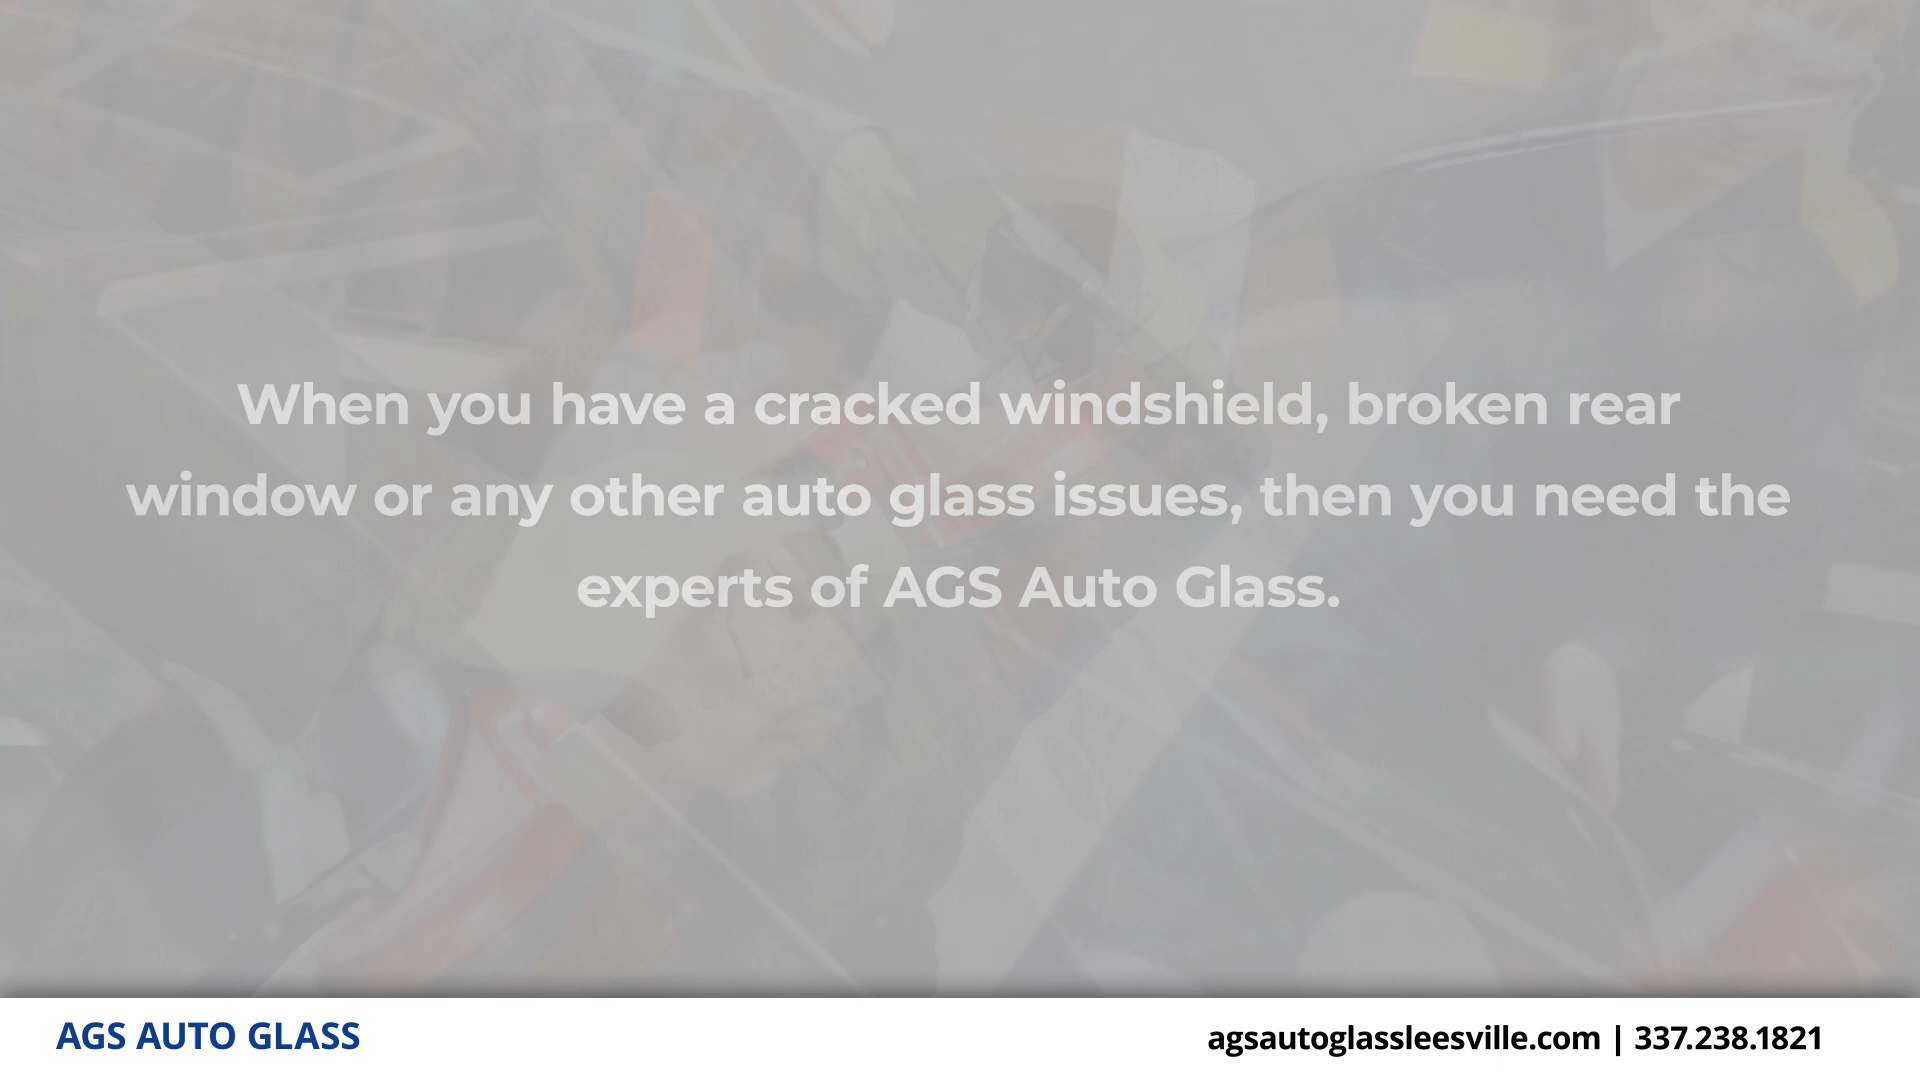 When you have a cracked windshield, broken rear
window or any other auto glass issues, then you need the
experts of AGS Auto Glass.
AGS AUTO GLASS
agsautoglassleesville.com | 337.238.1821